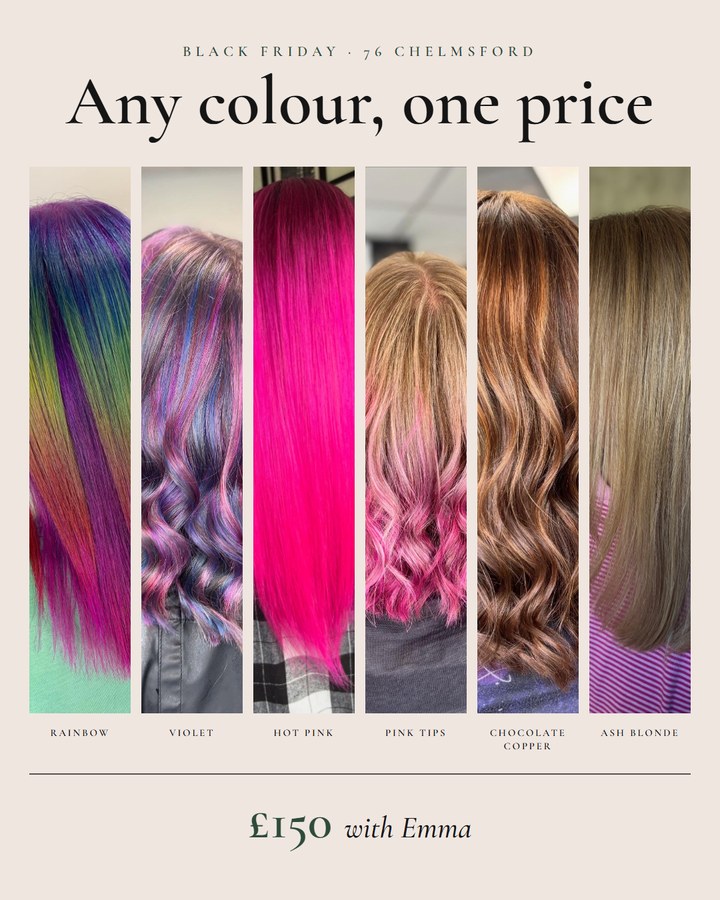 BLACK FRIDAY · 76 CHELMSFORD
Any colour, one price
RAINBOW
VIOLET
HOT PINK
PINK TIPS
CHOCOLATE
COPPER
ASH BLONDE
£150 with Emma